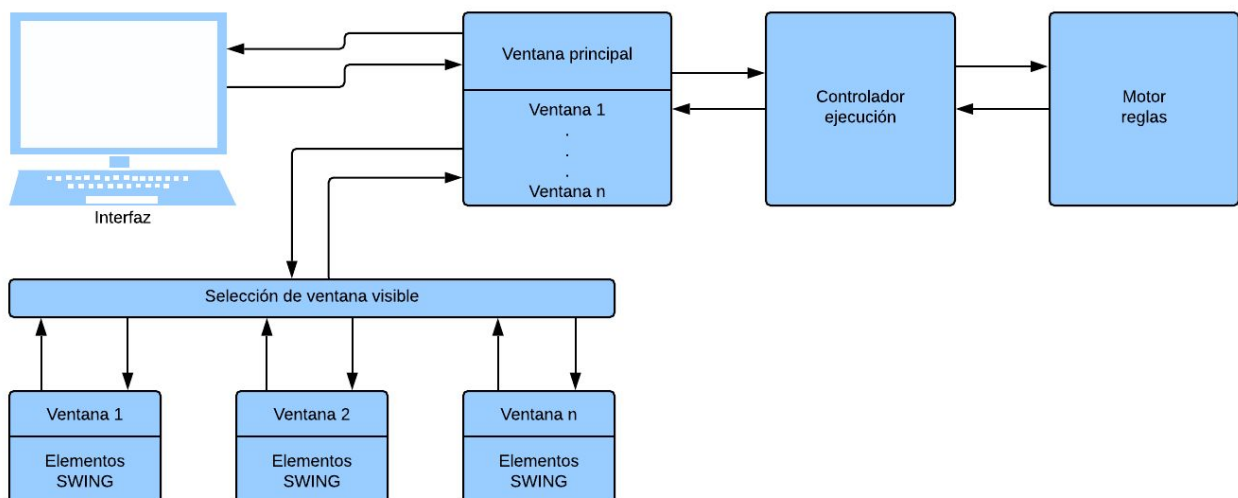 Ventana principal
Ventana 1
.
.
.
Ventana n
Controlador
ejecución
Motor
reglas
Interfaz
Selección de ventana visible
Ventana 1
Elementos
SWING
Ventana 2
Elementos
SWING
Ventana n
Elementos
SWING